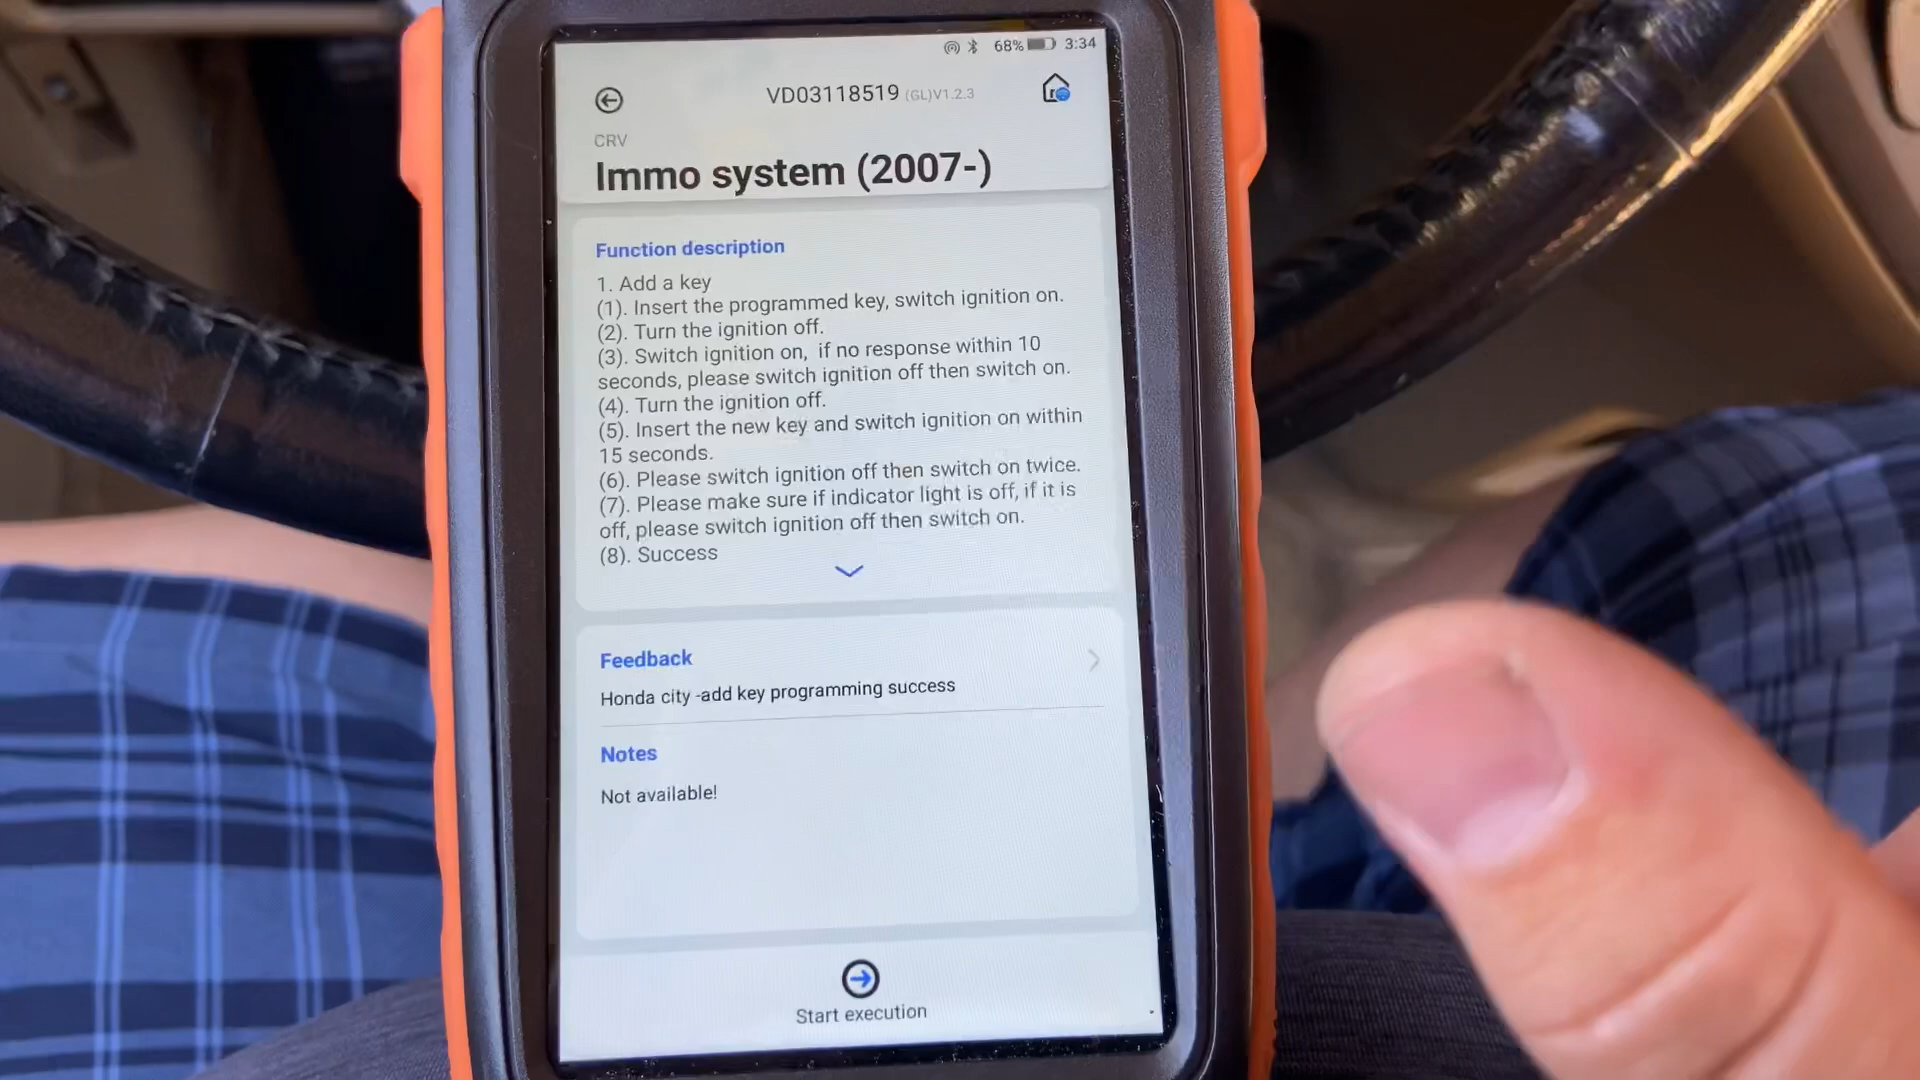 68% 3:34
VD03118519 (GL)V1.2.3
CRV
Immo system (2007-)
Function description
1. Add a key
(1). Insert the programmed key, switch ignition on.
(2). Turn the ignition off.
(3). Switch ignition on, if no response within 10
seconds, please switch ignition off then switch on.
(4). Turn the ignition off.
(5). Insert the new key and switch ignition on within
15 seconds.
(6). Please switch ignition off then switch on twice.
(7). Please make sure if indicator light is off, if it is
off, please switch ignition off then switch on.
(8). Success
Feedback
Honda city -add key programming success
Notes
Not available!
Start execution